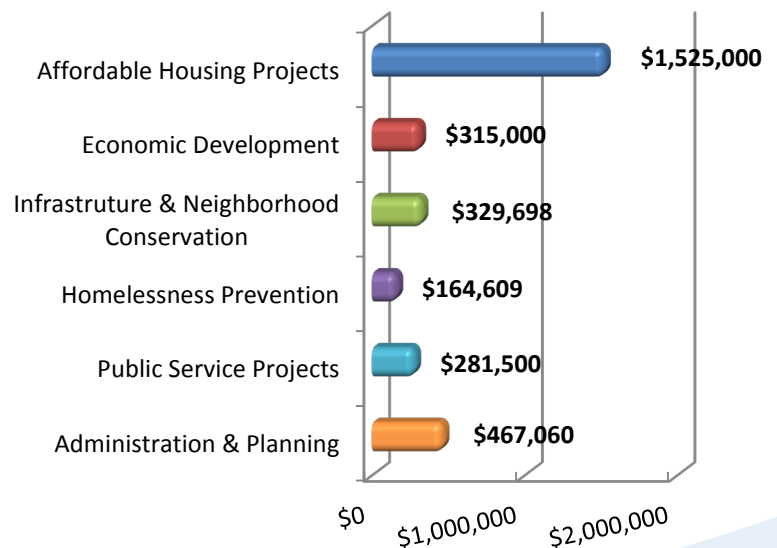 Affordable Housing Projects
$1,525,000
Economic Development
$315,000
Infrastruture & Neighborhood
Conservation
$329,698
Homelessness Prevention
$164,609
Public Service Projects
$281,500
Administration & Planning
$467,060
$0
$1,000,000
$2,000,000